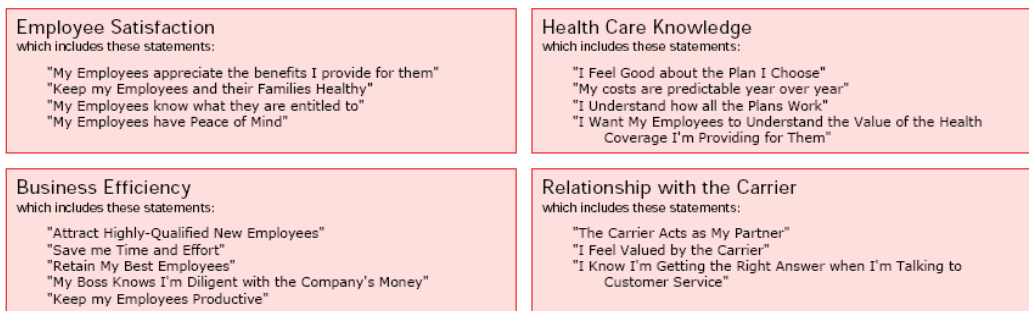 Employee Satisfaction
which includes these statements:
"My Employees appreciate the benefits I provide for them"
"Keep my Employees and their Families Healthy"
"My Employees know what they are entitled to"
"My Employees have Peace of Mind"
Health Care Knowledge
which includes these statements:
"I Feel Good about the Plan I Choose"
"My costs are predictable year over year"
"I Understand how all the Plans Work"
"I Want My Employees to Understand the Value of the Health
Coverage I'm Providing for Them"
Business Efficiency
which includes these statements:
"Attract Highly-Qualified New Employees"
"Save me Time and Effort"
"Retain My Best Employees"
"My Boss Knows I'm Diligent with the Company's Money"
"Keep my Employees Productive"
Relationship with the Carrier
which includes these statements:
"The Carrier Acts as My Partner"
"I Feel Valued by the Carrier"
"I Know I'm Getting the Right Answer when I'm Talking to
Customer Service"